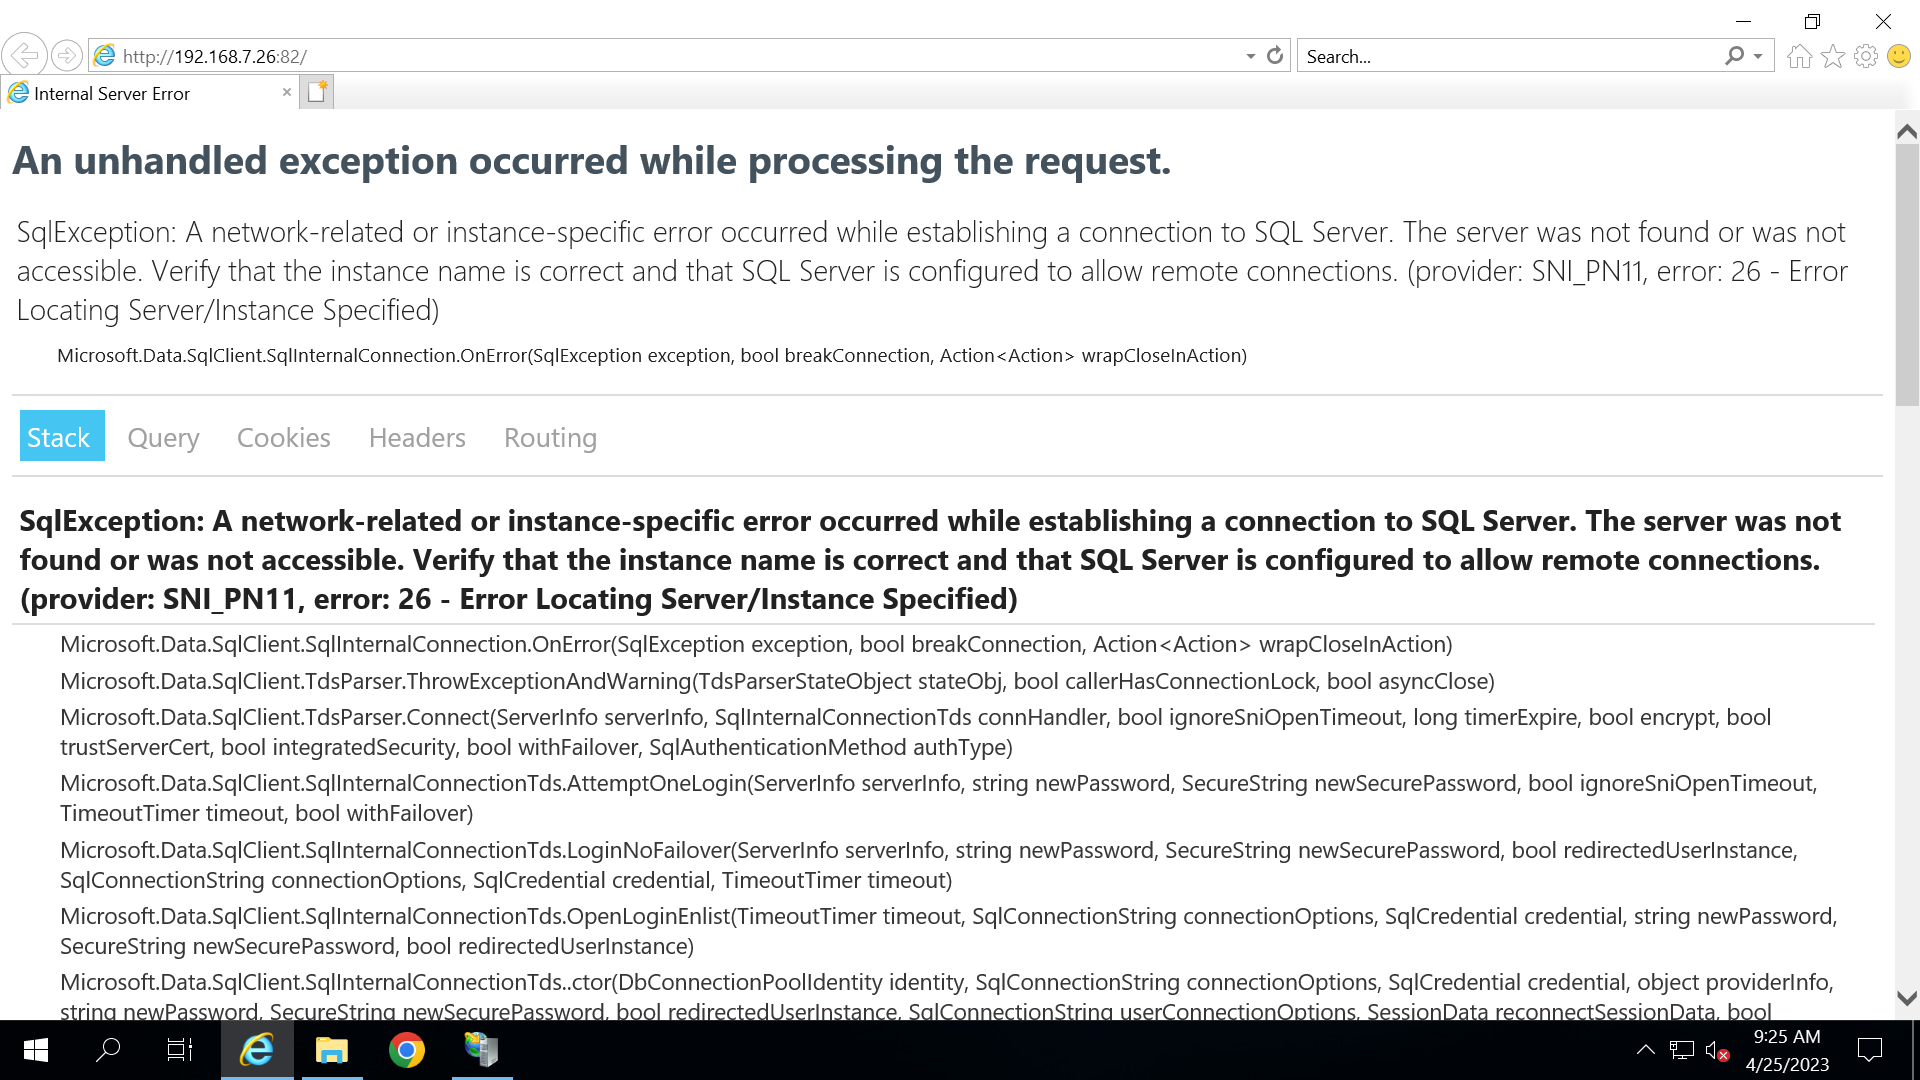 http://192.168.7.26:82/
Search...
Internal Server Error
An unhandled exception occurred while processing the request.
SqlException: A network-related or instance-specific error occurred while establishing a connection to SQL Server. The server was not found or was not
accessible. Verify that the instance name is correct and that SQL Server is configured to allow remote connections. (provider: SNI_PN11, error: 26 - Error
Locating Server/Instance Specified)
Microsoft.Data.SqlClient.SqlInternalConnection.OnError(SqlException exception, bool breakConnection, Action<Action> wrapCloseInAction)
Stack Query Cookies Headers Routing
SqlException: A network-related or instance-specific error occurred while establishing a connection to SQL Server. The server was not
found or was not accessible. Verify that the instance name is correct and that SQL Server is configured to allow remote connections.
(provider: SNI_PN11, error: 26 - Error Locating Server/Instance Specified)
Microsoft.Data.SqlClient.SqlInternalConnection.OnError(SqlException exception, bool breakConnection, Action<Action> wrapCloseInAction)
Microsoft.Data.SqlClient.TdsParser.ThrowExceptionAndWarning(TdsParserStateObject stateObj, bool callerHasConnectionLock, bool asyncClose)
Microsoft.Data.SqlClient.TdsParser.Connect(ServerInfo serverInfo, SqlInternalConnectionTds connHandler, bool ignoreSniOpenTimeout, long timerExpire, bool encrypt, bool
trustServerCert, bool integratedSecurity, bool withFailover, SqlAuthenticationMethod authType)
Microsoft.Data.SqlClient.SqlInternalConnectionTds.AttemptOneLogin(ServerInfo serverInfo, string newPassword, SecureString newSecurePassword, bool ignoreSniOpenTimeout,
TimeoutTimer timeout, bool withFailover)
Microsoft.Data.SqlClient.SqlInternalConnectionTds.LoginNoFailover(ServerInfo serverInfo, string newPassword, SecureString newSecurePassword, bool redirectedUserInstance,
SqlConnectionString connectionOptions, SqlCredential credential, TimeoutTimer timeout)
Microsoft.Data.SqlClient.SqlInternalConnectionTds.OpenLoginEnlist(TimeoutTimer timeout, SqlConnectionString connectionOptions, SqlCredential credential, string newPassword,
SecureString newSecurePassword, bool redirectedUserInstance)
Microsoft.Data.SqlClient.SqlInternalConnectionTds..ctor(DbConnectionPoolIdentity identity, SqlConnectionString connectionOptions, SqlCredential credential, object providerInfo,
string newPassword, SecureString newSecurePassword, bool redirectedUserInstance, SqlConnectionString userConnectionOptions, SessionData reconnectSessionData, bool
9:25 AM
4/25/2023